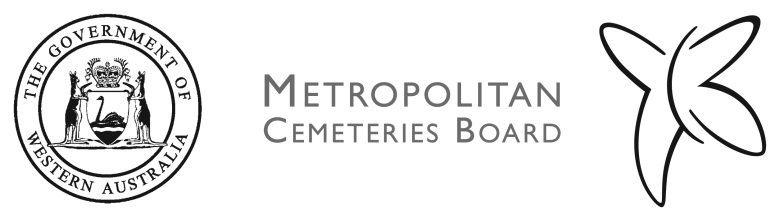 THE GOVERNMENT OF
WESTERN AUSTRALIA
METROPOLITAN
CEMETERIES BOARD